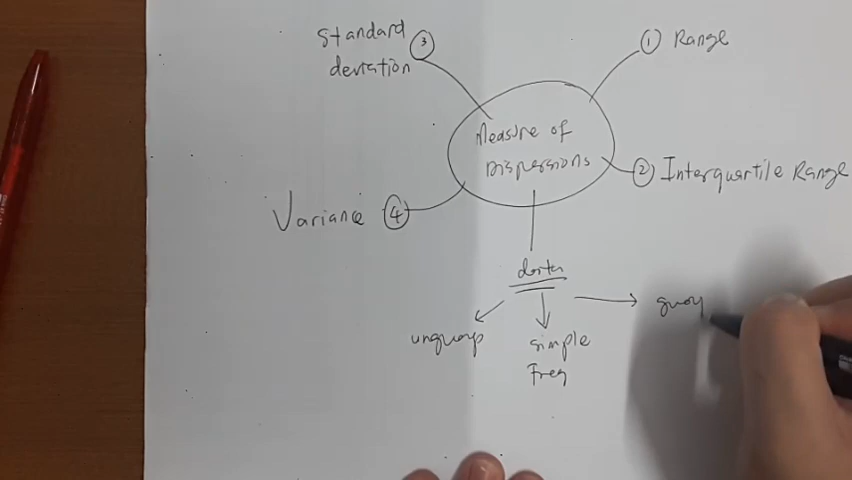 Standard
deviation
3
1 Range
Measure of
Dispersions
2 Interquartile Range
Variance 4
data
ungroup
simple
Freq